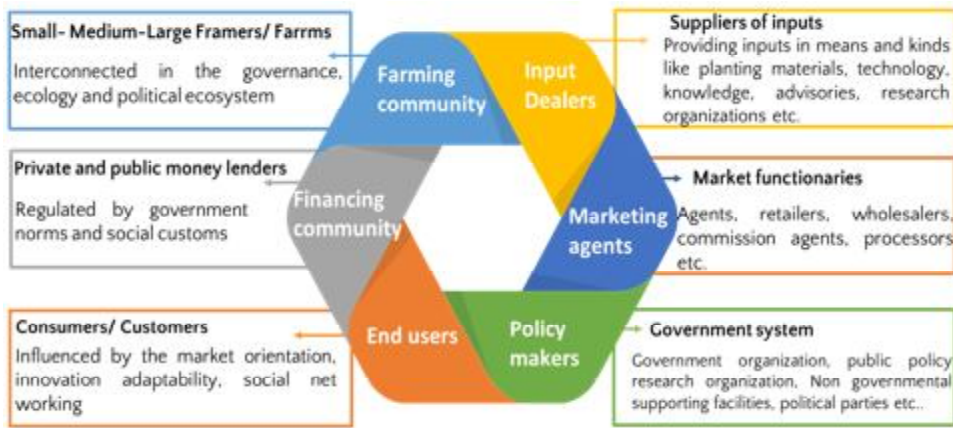 Small- Medium-Large Framers/ Farrms
Interconnected in the governance,
ecology and political ecosystem
Private and public money lenders
Regulated by government
norms and social customs
Consumers/ Customers
Influenced by the market orientation,
innovation adaptability, social net
working
Farming
community
Input
Dealers
Financing
community
Marketing
agents
End users
Policy
makers
Suppliers of inputs
Providing inputs in means and kinds
like planting materials, technology,
knowledge, advisories, research
organizations etc.
Market functionaries
Agents, retailers, wholesalers,
commission agents, processors
etc.
Government system
Government organization, public policy
research organization, Non governmental
supporting facilities, political parties etc..